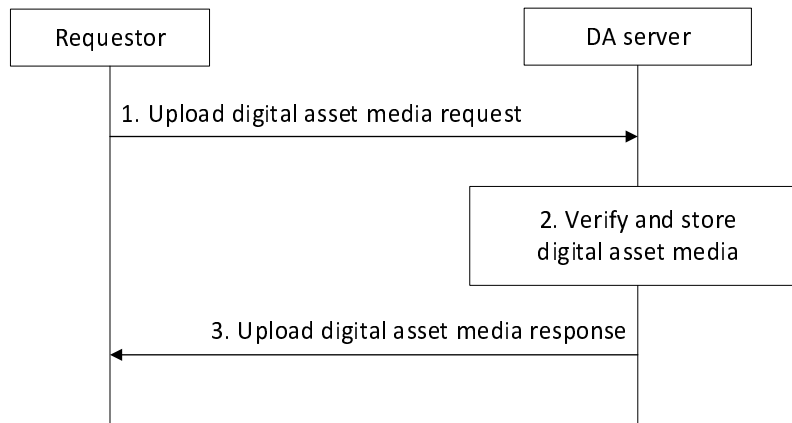 Requestor
DA server
1. Upload digital asset media request
2. Verify and store
digital asset media
3. Upload digital asset media response